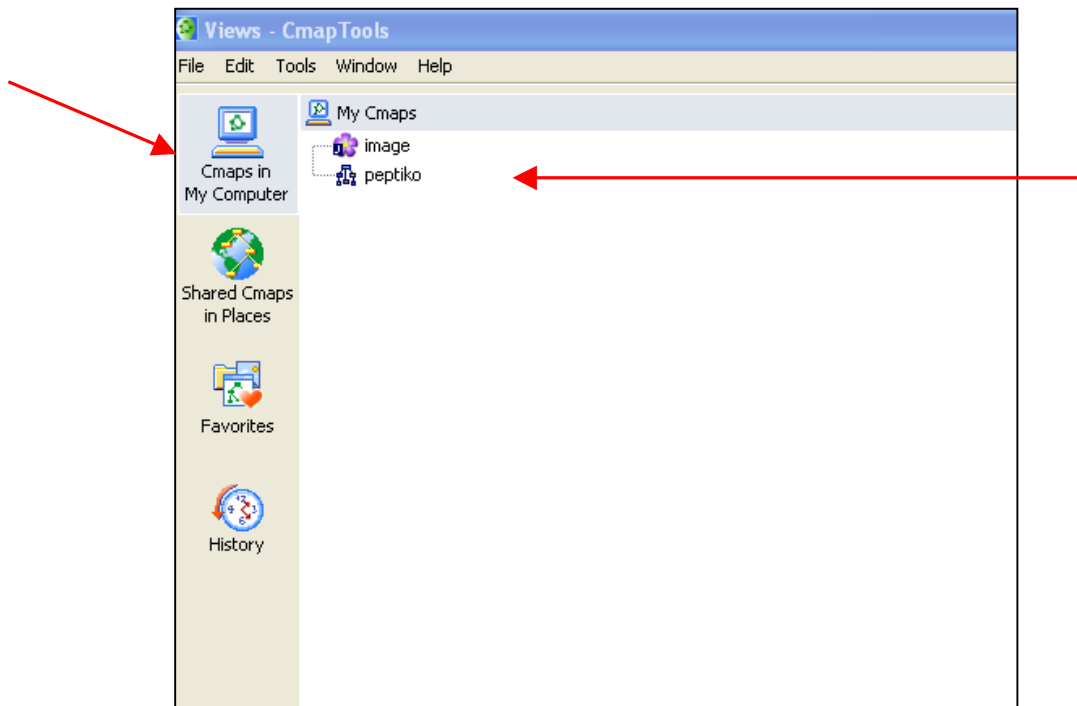 Views - CmapTools
File Edit Tools Window Help
My Cmaps
image
peptiko
Cmaps in
My Computer
Shared Cmaps
in Places
Favorites
History